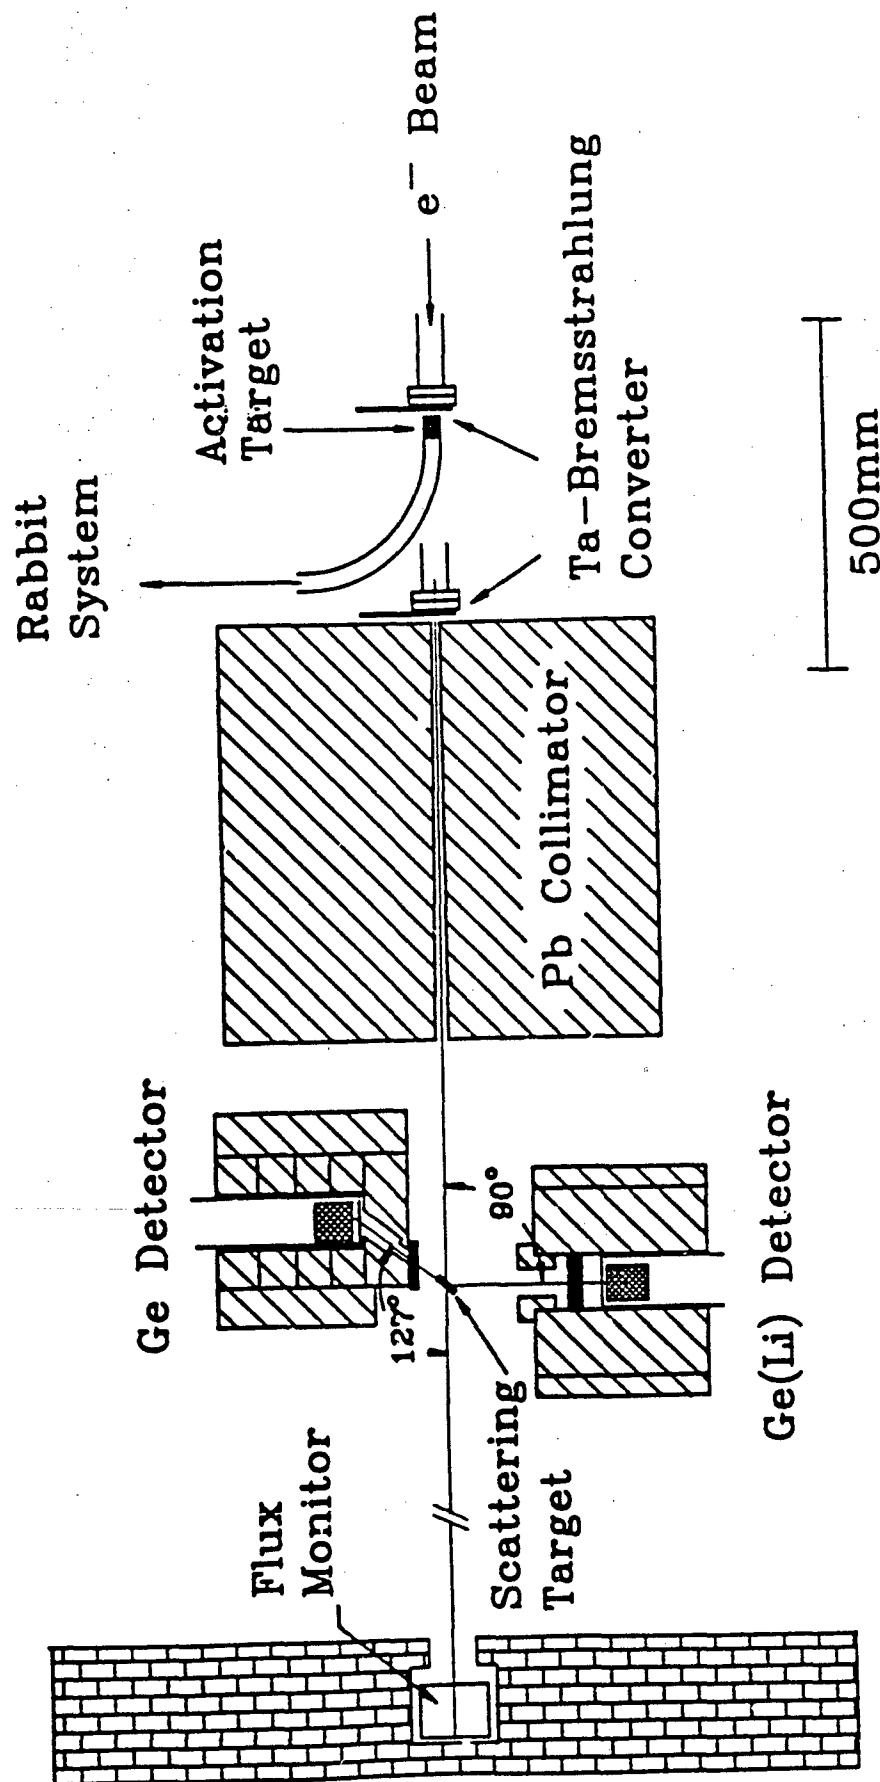 Rabbit
System
Activation
Target
e⁻ Beam
Ta-Bremsstrahlung
Converter
500mm
Pb Collimator
Ge Detector
127°
90°
Ge(Li) Detector
Flux
Monitor
Scattering
Target